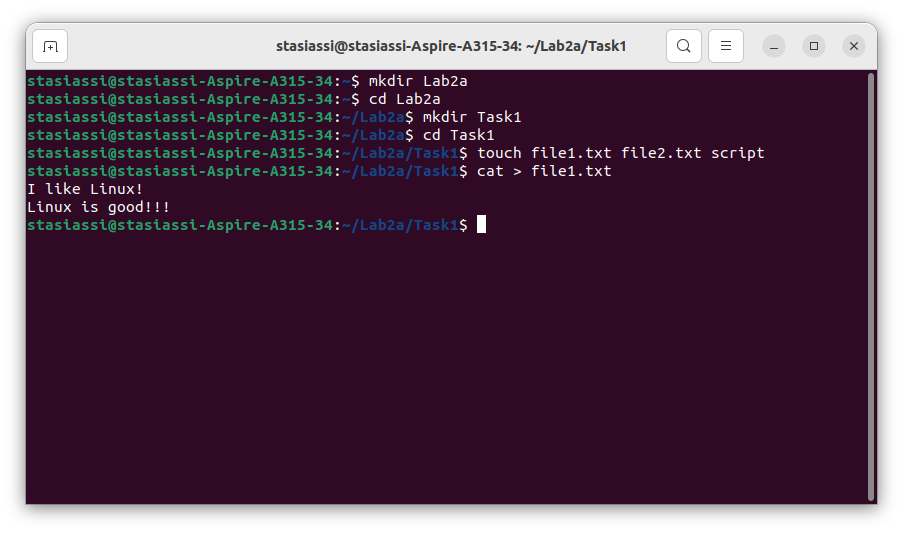 stasiassi@stasiassi-Aspire-A315-34: ~/Lab2a/Task1
stasiassi@stasiassi-Aspire-A315-34:~$ mkdir Lab2a
stasiassi@stasiassi-Aspire-A315-34:~$ cd Lab2a
stasiassi@stasiassi-Aspire-A315-34:~/Lab2a$ mkdir Task1
stasiassi@stasiassi-Aspire-A315-34:~/Lab2a$ cd Task1
stasiassi@stasiassi-Aspire-A315-34:~/Lab2a/Task1$ touch file1.txt file2.txt script
stasiassi@stasiassi-Aspire-A315-34:~/Lab2a/Task1$ cat > file1.txt
I like Linux!
Linux is good!!!
stasiassi@stasiassi-Aspire-A315-34:~/Lab2a/Task1$